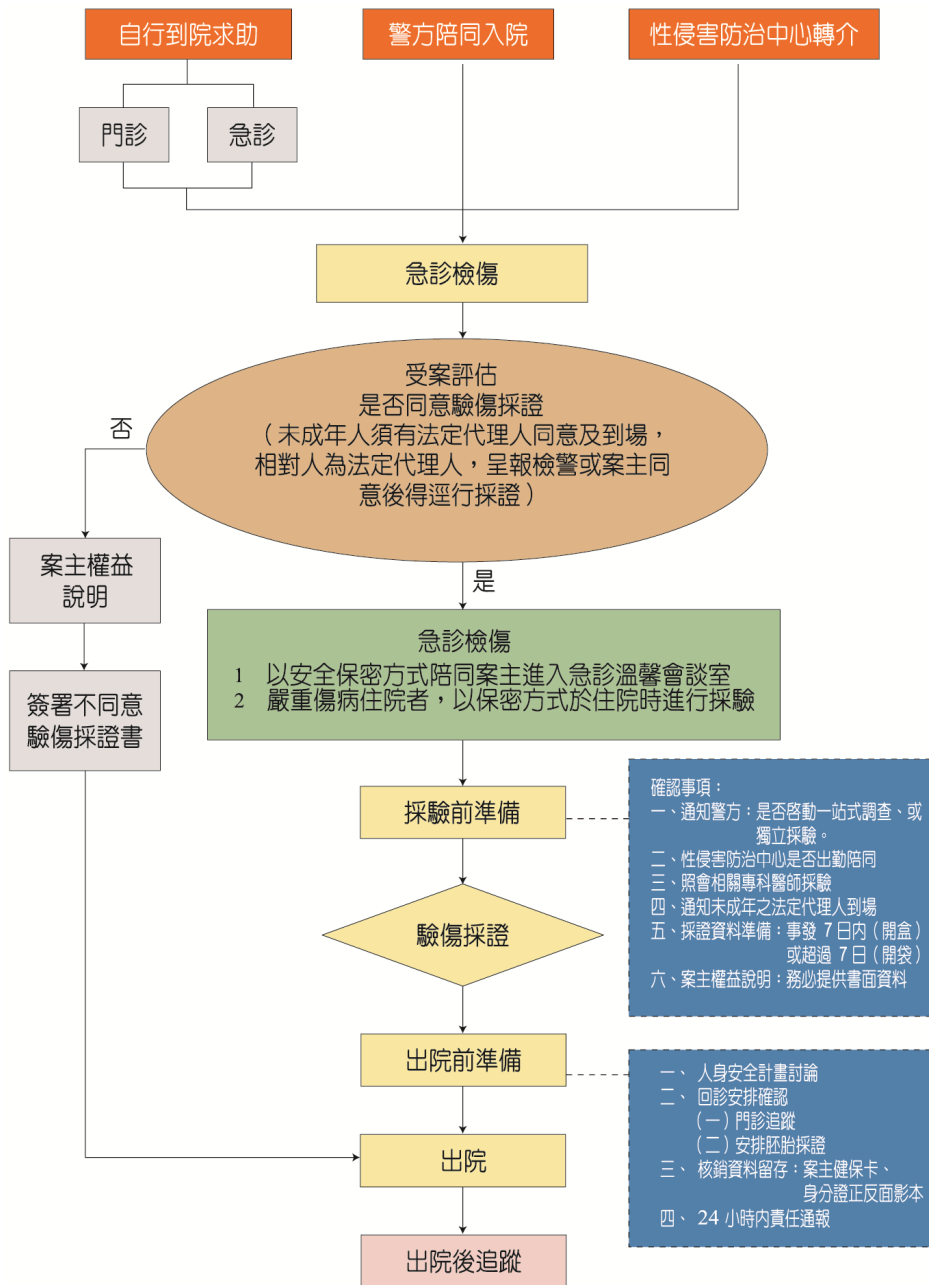 自行到院求助
警方陪同入院
性侵害防治中心轉介
門診
急診
急診檢傷
受案評估
是否同意驗傷採證
（未成年人須有法定代理人同意及到場，
相對人為法定代理人，呈報檢警或案主同
意後得逕行採證）
否
是
案主權益
說明
簽署不同意
驗傷採證書
急診檢傷
1 以安全保密方式陪同案主進入急診溫馨會談室
2 嚴重傷病住院者，以保密方式於住院時進行採驗
採驗前準備
確認事項：
一、通知警方：是否啓動一站式調查、或
獨立採驗。
二、性侵害防治中心是否出勤陪同
三、照會相關專科醫師採驗
四、通知未成年之法定代理人到場
五、採證資料準備：事發 7 日內（開盒）
或超過 7 日（開袋）
六、案主權益說明：務必提供書面資料
驗傷採證
出院前準備
一、 人身安全計畫討論
二、 回診安排確認
（一）門診追蹤
（二）安排胚胎採證
三、 核銷資料留存：案主健保卡、
身分證正反面影本
四、 24 小時內責任通報
出院
出院後追蹤